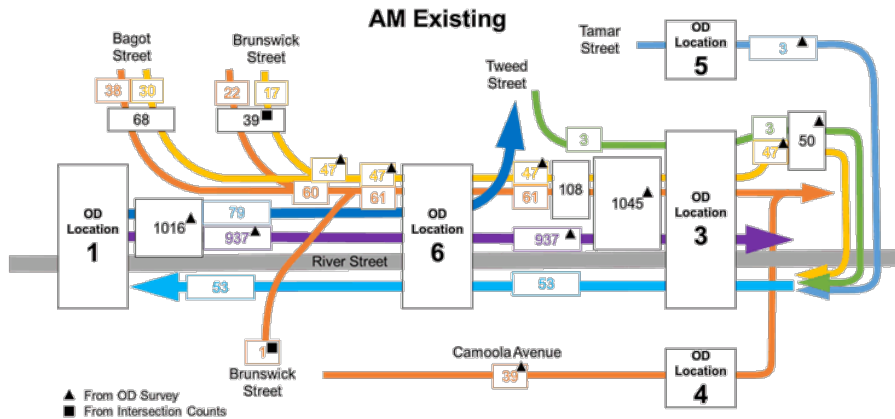 AM Existing
Bagot
Street
Brunswick
Street
Tweed
Street
Tamar
Street
OD
Location
5
3
38
30
22
17
68
39
3
3
50
47
47
47
47
60
61
61
108
1045
OD
Location
1
1016
79
937
OD
Location
6
937
OD
Location
3
River Street
53
53
1
Brunswick
Street
Camoola Avenue
39
OD
Location
4
From OD Survey
From Intersection Counts